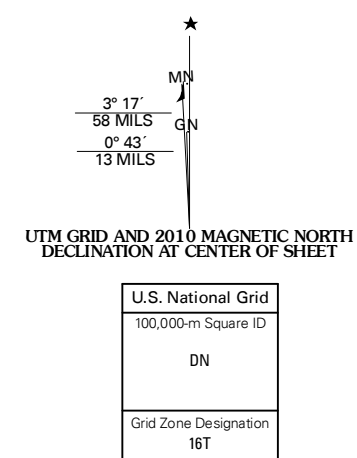 ★
MN
3° 17´
58 MILS
GN
0° 43´
13 MILS
UTM GRID AND 2010 MAGNETIC NORTH
DECLINATION AT CENTER OF SHEET
U.S. National Grid
100,000-m Square ID
DN
Grid Zone Designation
16T